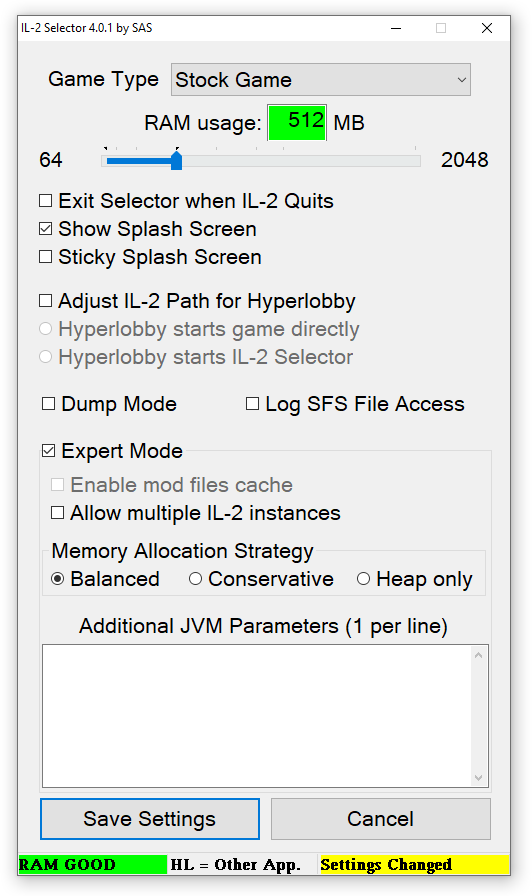 IL-2 Selector 4.0.1 by SAS
Game Type Stock Game
RAM usage: 512 MB
64 2048
Exit Selector when IL-2 Quits
Show Splash Screen
Sticky Splash Screen
Adjust IL-2 Path for Hyperlobby
Hyperlobby starts game directly
Hyperlobby starts IL-2 Selector
Dump Mode Log SFS File Access
Expert Mode
Enable mod files cache
Allow multiple IL-2 instances
Memory Allocation Strategy
Balanced Conservative Heap only
Additional JVM Parameters (1 per line)
Save Settings Cancel
RAM GOOD HL = Other App. Settings Changed